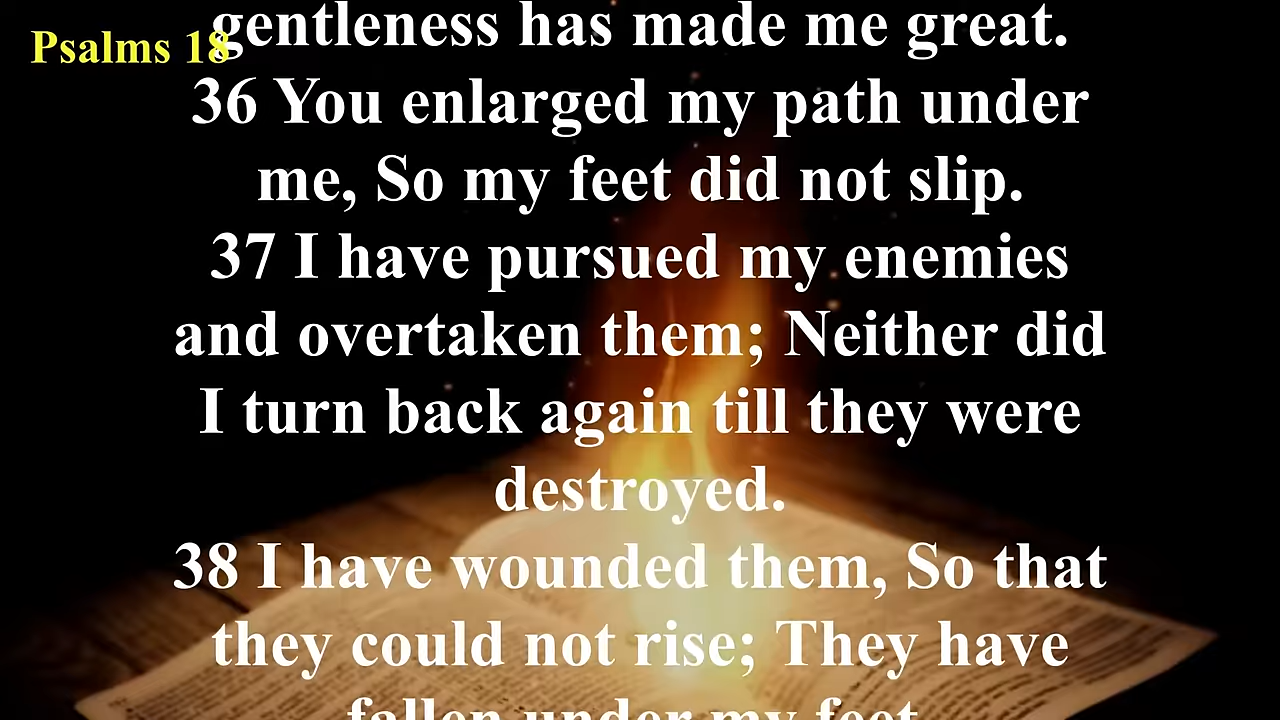 Psalms 18
gentleness has made me great.
36 You enlarged my path under
me, So my feet did not slip.
37 I have pursued my enemies
and overtaken them; Neither did
I turn back again till they were
destroyed.
38 I have wounded them, So that
they could not rise; They have
fallen under my feet